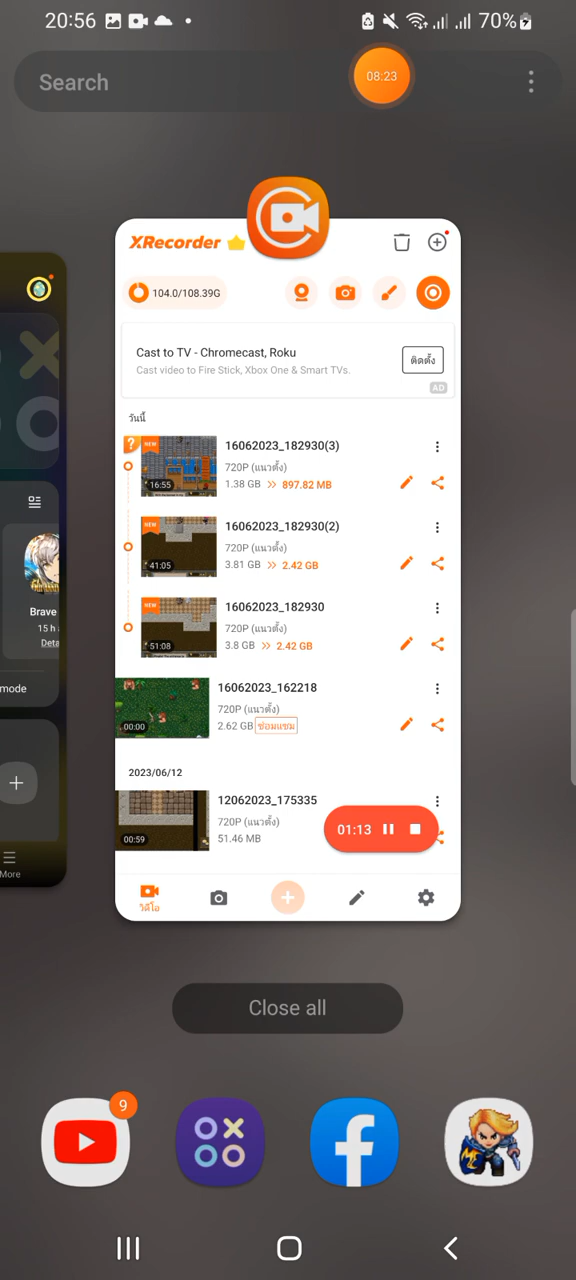 20:56
70%
Search
08:23
XRecorder
104.0/108.39G
Cast to TV - Chromecast, Roku
Cast video to Fire Stick, Xbox One & Smart TVs.
ติดตั้ง
AD
วันนี้
NEW
16:55
16062023_182930(3)
720P (แนวตั้ง)
1.38 GB >> 897.82 MB
NEW
41:05
16062023_182930(2)
720P (แนวตั้ง)
3.81 GB >> 2.42 GB
NEW
51:08
16062023_182930
720P (แนวตั้ง)
3.8 GB >> 2.42 GB
00:00
16062023_162218
720P (แนวตั้ง)
2.62 GB ซ่อมแซม
2023/06/12
00:59
12062023_175335
720P (แนวตั้ง)
51.46 MB
01:13
วิดีโอ
Brave
15 h
Deta
mode
More
Close all
9